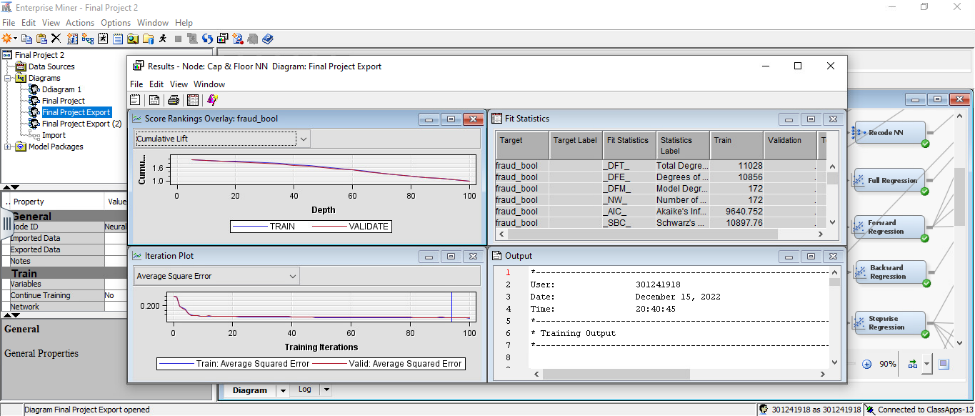 Enterprise Miner - Final Project 2
File Edit View Actions Options Window Help
Final Project 2
Data Sources
Diagrams
Ddiagram 1
Final Project
Final Project Export
Final Project Export (2)
Import
Model Packages
.. Property Value
General
Node ID Neural
Imported Data
Exported Data
Notes
Train
Variables
Continue Training No
Network
General
General Properties
Results - Node: Cap & Floor NN Diagram: Final Project Export
File Edit View Window
Score Rankings Overlay: fraud_bool
Cumulative Lift
Cumu...
1.6
1.0
0 20 40 60 80 100
Depth
TRAIN VALIDATE
Fit Statistics
Target Target Label Fit Statistics Statistics Label Train Validation T
fraud_bool _DFT_ Total Degre... 11028
fraud_bool _DFE_ Degrees of ... 10856
fraud_bool _DFM_ Model Degr... 172
fraud_bool _NW_ Number of ... 172
fraud_bool _AIC_ Akaike's Inf... 9640.752
fraud_bool _SBC_ Schwarz's ... 10897.76
Iteration Plot
Average Square Error
0.200
0 20 40 60 80 100
Training Iterations
Train: Average Squared Error Valid: Average Squared Error
Output
1 *----------------------------------------
2 User: 301241918
3 Date: December 15, 2022
4 Time: 20:40:45
5 *----------------------------------------
6 * Training Output
7 *----------------------------------------
8
Recode NN
Full Regression
Forward
Regression
Backward
Regression
Stepwise
Regression
90%
Diagram Log
Diagram Final Project Export opened
301241918 as 301241918 Connected to ClassApps-13